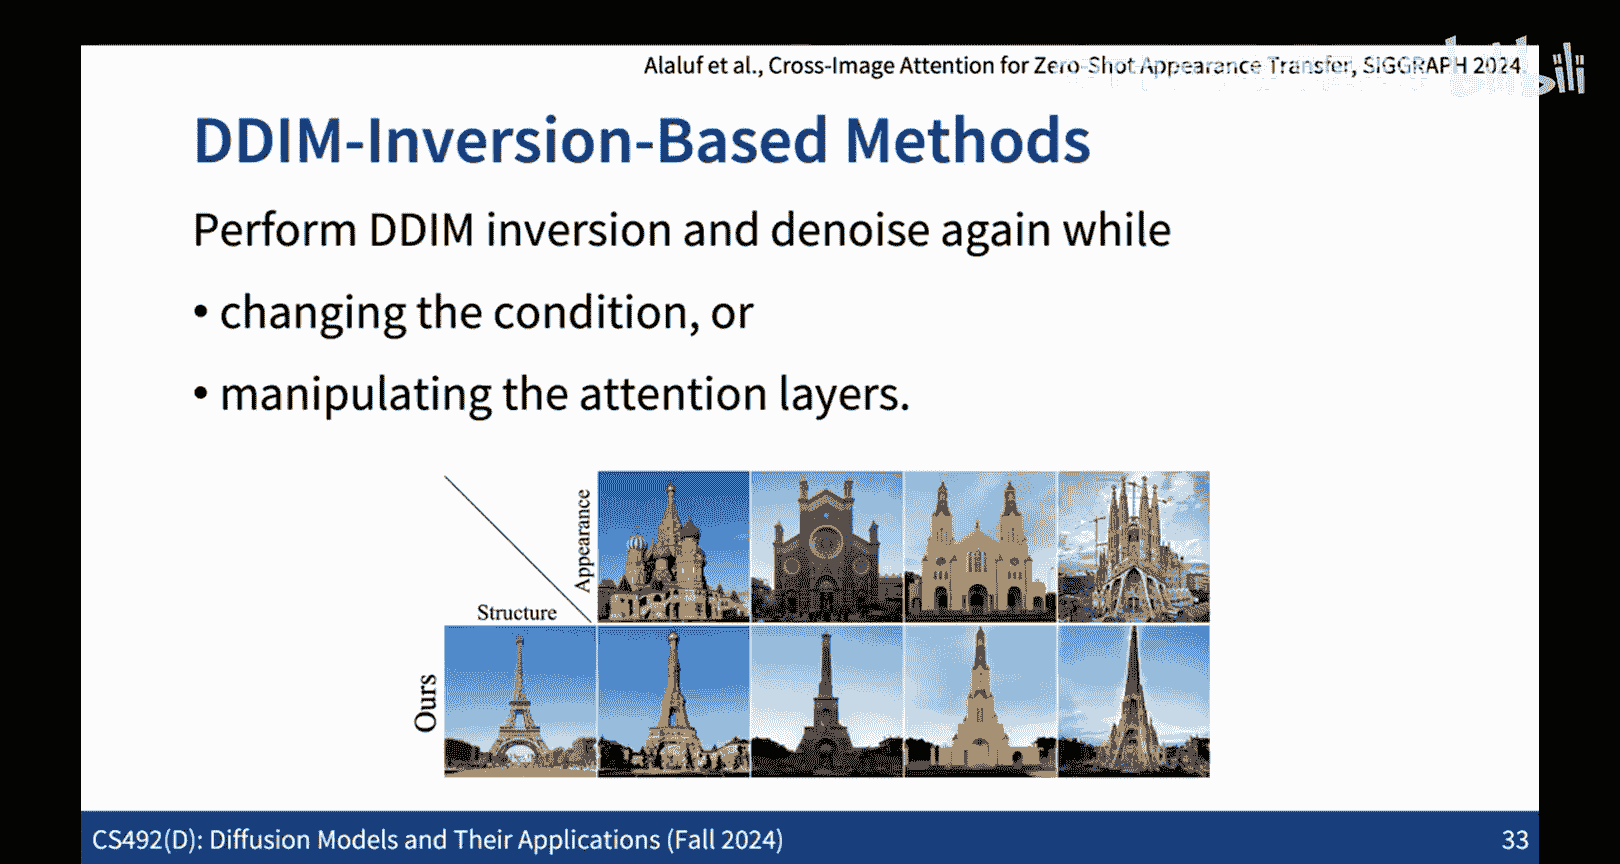 Alaluf et al., Cross-Image Attention for Zero-Shot Appearance Transfer, SIGGRAPH 2024.
bilibili
DDIM-Inversion-Based Methods
Perform DDIM inversion and denoise again while
• changing the condition, or
• manipulating the attention layers.
Appearance
Structure
Ours
CS492(D): Diffusion Models and Their Applications (Fall 2024)
33